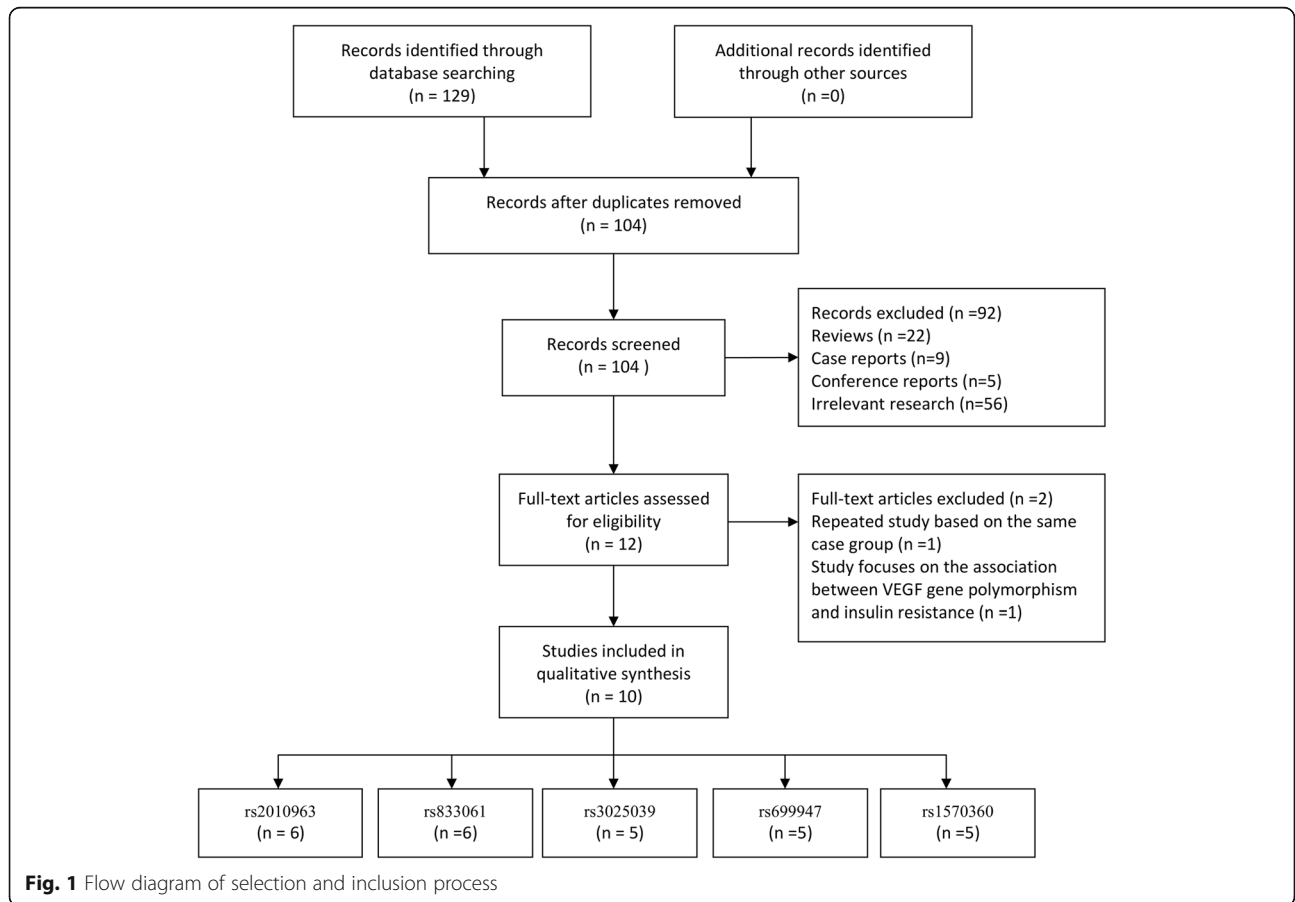 Records identified through
database searching
(n = 129)
Additional records identified
through other sources
(n =0)
Records after duplicates removed
(n = 104)
Records screened
(n = 104 )
Records excluded (n =92)
Reviews (n =22)
Case reports (n=9)
Conference reports (n=5)
Irrelevant research (n=56)
Full-text articles assessed
for eligibility
(n = 12)
Full-text articles excluded (n =2)
Repeated study based on the same
case group (n =1)
Study focuses on the association
between VEGF gene polymorphism
and insulin resistance (n =1)
Studies included in
qualitative synthesis
(n = 10)
rs2010963
(n = 6)
rs833061
(n =6)
rs3025039
(n = 5)
rs699947
(n =5)
rs1570360
(n =5)
Fig. 1 Flow diagram of selection and inclusion process